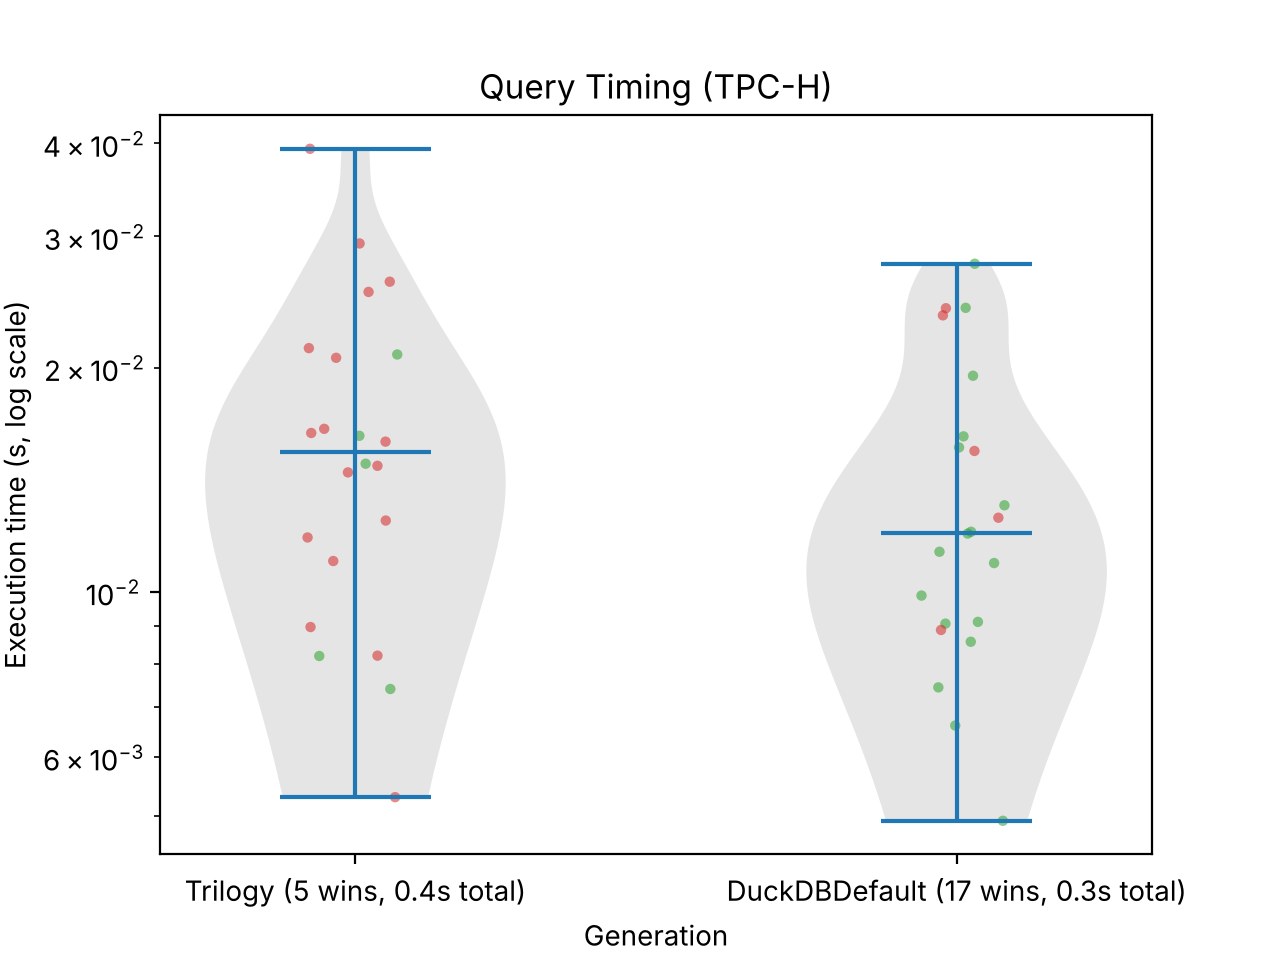 Query Timing (TPC-H)
4 × 10⁻²
3 × 10⁻²
2 × 10⁻²
10⁻²
6 × 10⁻³
Execution time (s, log scale)
Trilogy (5 wins, 0.4s total)
DuckDBDefault (17 wins, 0.3s total)
Generation